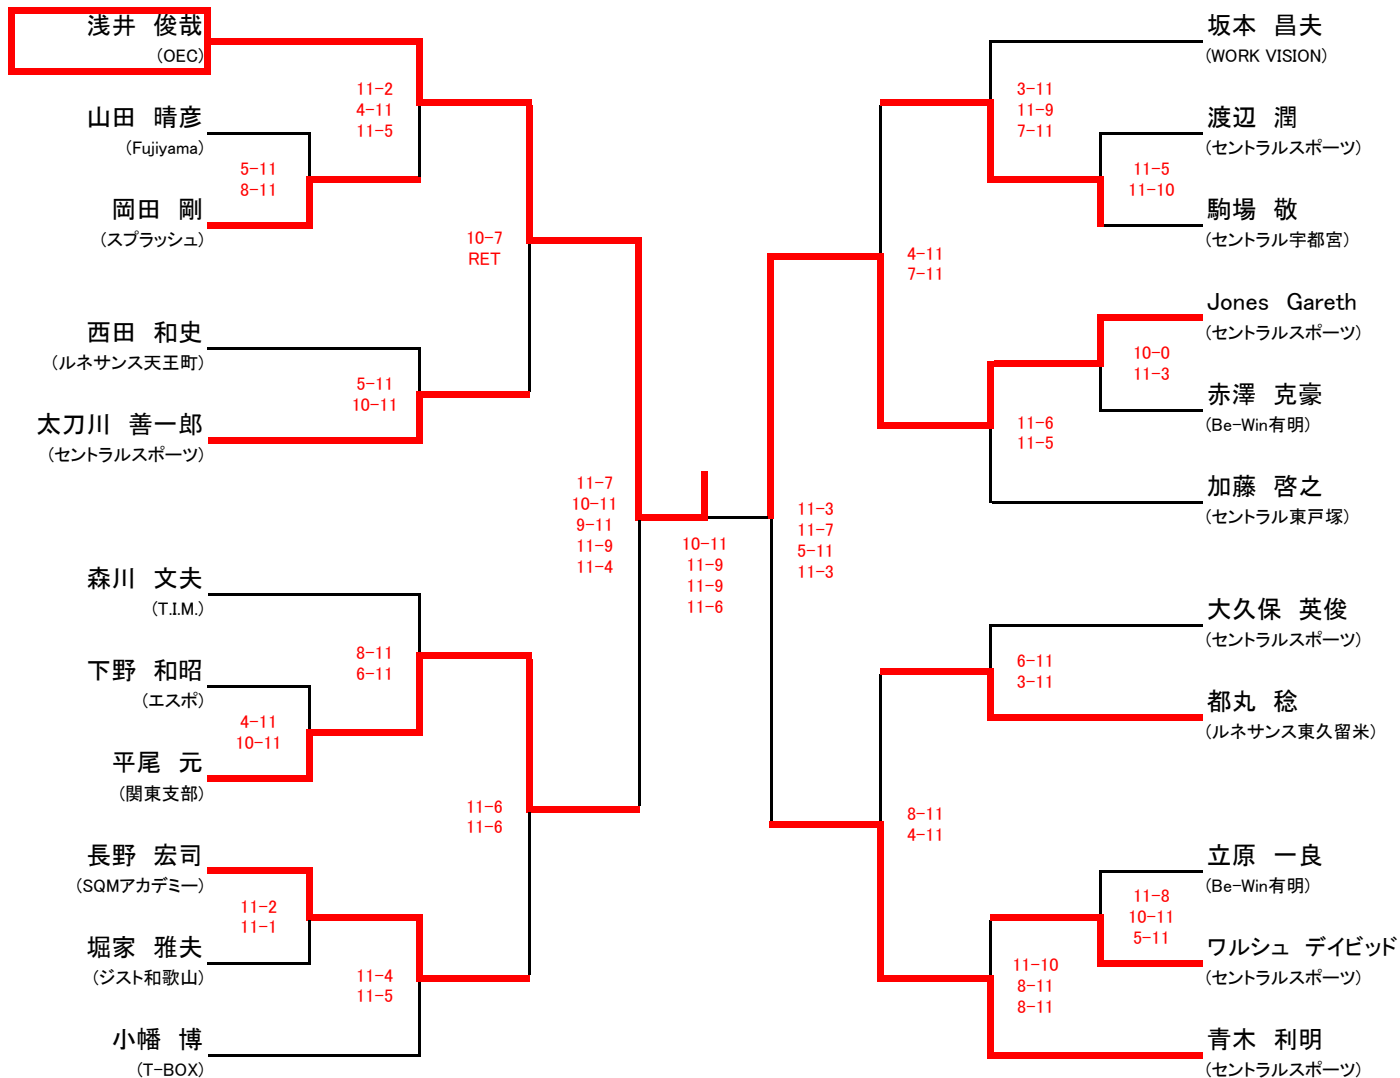 浅井 俊哉
(OEC)
11-2
4-11
11-5
山田 晴彦
(Fujiyama)
5-11
8-11
岡田 剛
(スプラッシュ)
10-7
RET
西田 和史
(ルネサンス天王町)
5-11
10-11
太刀川 善一郎
(セントラルスポーツ)
11-7
10-11
9-11
11-9
11-4
森川 文夫
(T.I.M.)
8-11
6-11
下野 和昭
(エスポ)
4-11
10-11
平尾 元
(関東支部)
11-6
11-6
長野 宏司
(SQMアカデミー)
11-2
11-1
堀家 雅夫
(ジスト和歌山)
11-4
11-5
小幡 博
(T-BOX)
10-11
11-9
11-9
11-6
坂本 昌夫
(WORK VISION)
3-11
11-9
7-11
渡辺 潤
(セントラルスポーツ)
11-5
11-10
駒場 敬
(セントラル宇都宮)
4-11
7-11
Jones Gareth
(セントラルスポーツ)
10-0
11-3
赤澤 克豪
(Be-Win有明)
11-6
11-5
加藤 啓之
(セントラル東戸塚)
11-3
11-7
5-11
11-3
大久保 英俊
(セントラルスポーツ)
6-11
3-11
都丸 稔
(ルネサンス東久留米)
8-11
4-11
立原 一良
(Be-Win有明)
11-8
10-11
5-11
ワルシュ デイビッド
(セントラルスポーツ)
11-10
8-11
8-11
青木 利明
(セントラルスポーツ)